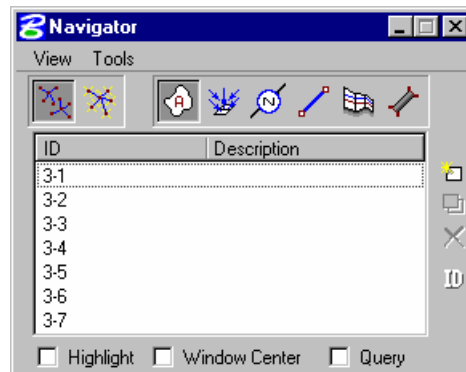 Navigator
View Tools
A N
ID Description
3-1
3-2
3-3
3-4
3-5
3-6
3-7
ID
Highlight Window Center Query